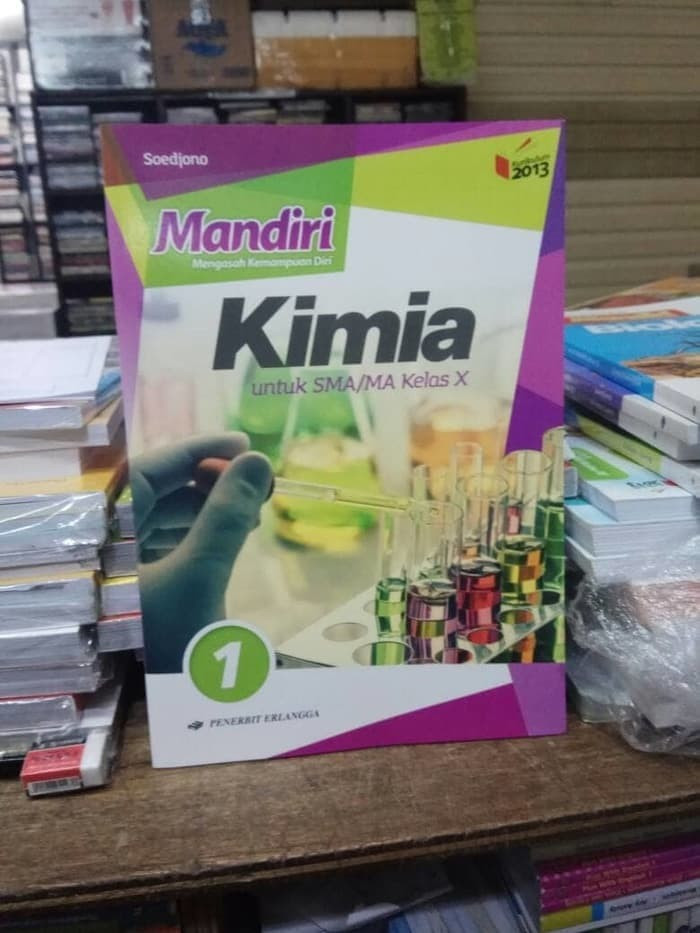 Soedjono
Kurikulum
2013
Mandiri
Mengasah Kemampuan Diri
Kimia
untuk SMA/MA Kelas X
1
PENERBIT ERLANGGA